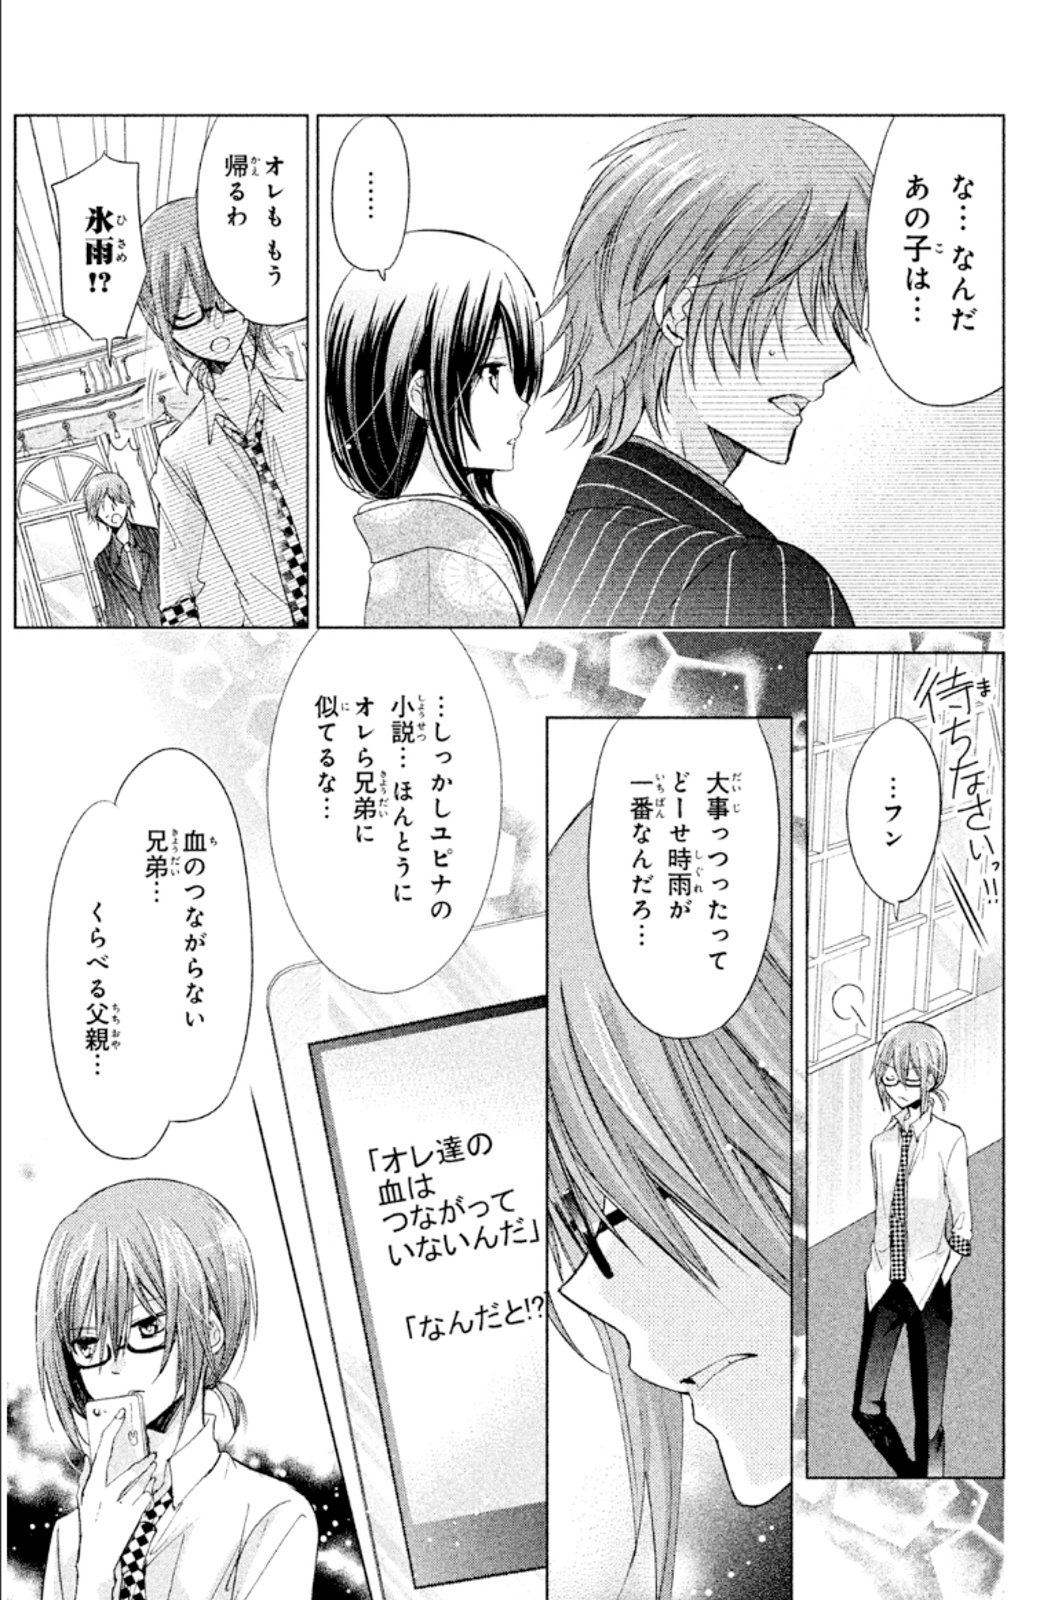 な…なんだ
あの子は…
……
オレも もう
帰るわ
氷雨!?
待ちなさいっ!!
…フン
大事っつったって
どーせ時雨が
一番なんだろ…
…しっかしユピナの
小説…ほんとうに
オレら兄弟に
似てるな…
「オレ達の
血は
つながって
いないんだ」
「なんだと!?
血のつながらない
兄弟…
くらべる父親…